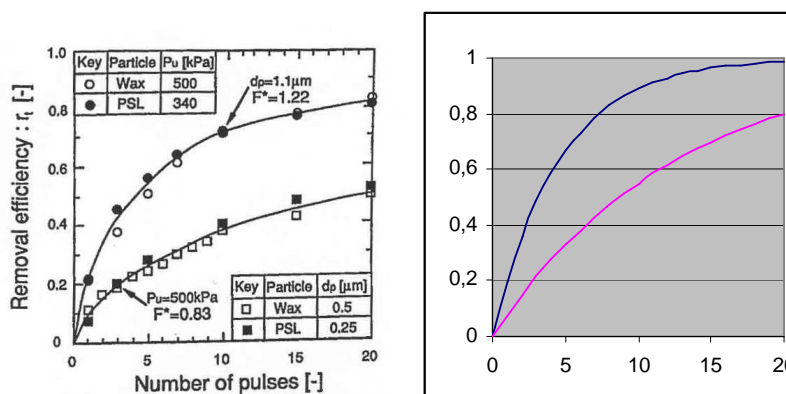 1.0
0.8
0.6
0.4
0.2
0
0
5
10
15
20
Removal efficiency : rt [-]
Number of pulses [-]
Key Particle Pu [kPa]
Wax 500
PSL 340
dp=1.1μm
F*=1.22
Pu=500kPa
F*=0.83
Key Particle dp [μm]
Wax 0.5
PSL 0.25
1
0,8
0,6
0,4
0,2
0
0
5
10
15
20